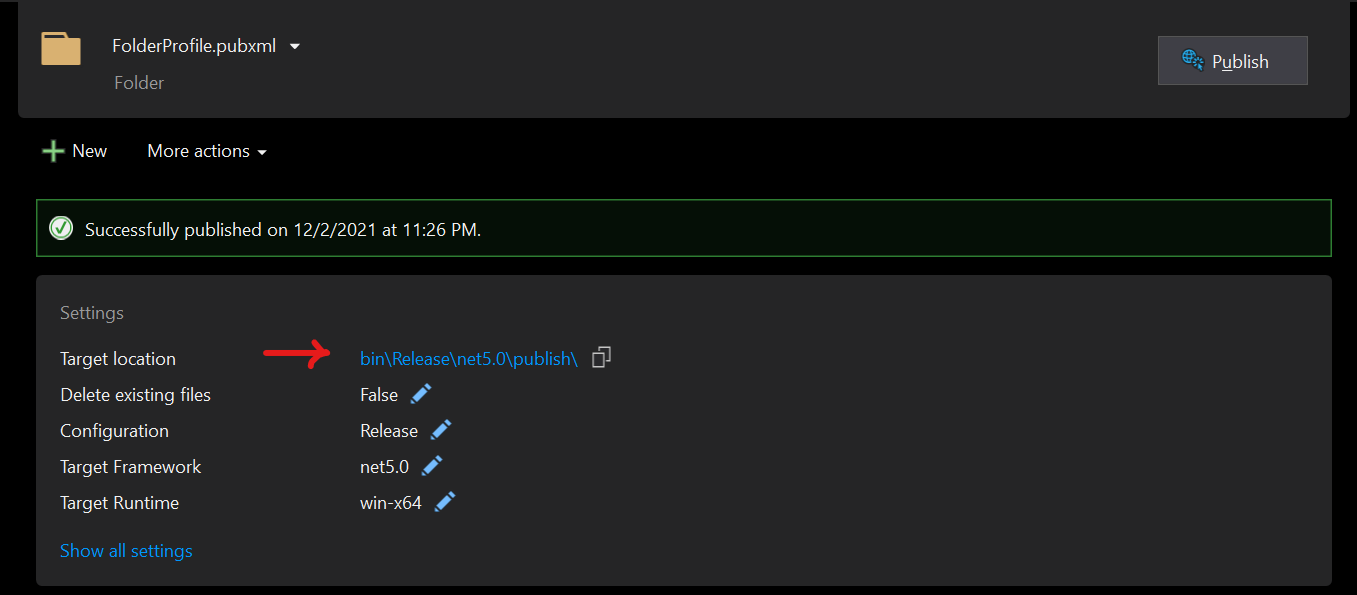 FolderProfile.pubxml
Folder
Publish
New More actions
Successfully published on 12/2/2021 at 11:26 PM.
Settings
Target location bin\Release\net5.0\publish\
Delete existing files False
Configuration Release
Target Framework net5.0
Target Runtime win-x64
Show all settings